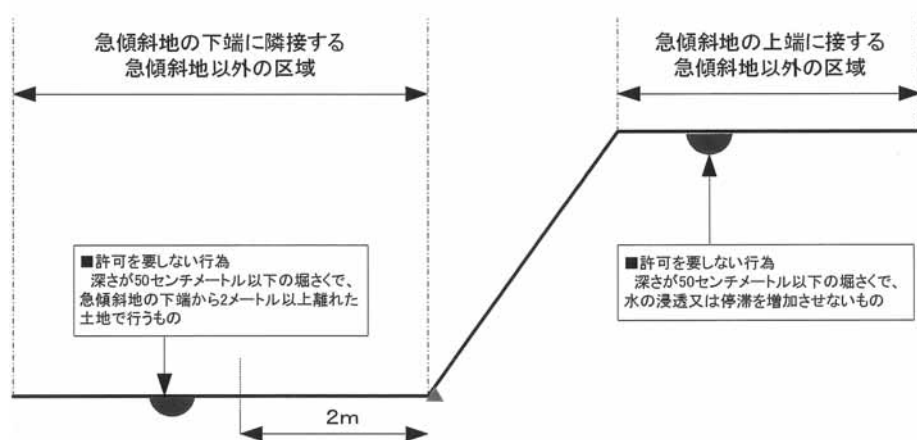 急傾斜地の下端に隣接する
急傾斜地以外の区域
急傾斜地の上端に接する
急傾斜地以外の区域
■許可を要しない行為
深さが50センチメートル以下の掘さくで、
急傾斜地の下端から2メートル以上離れた
土地で行うもの
■許可を要しない行為
深さが50センチメートル以下の掘さくで、
水の浸透又は停滞を増加させないもの
2m